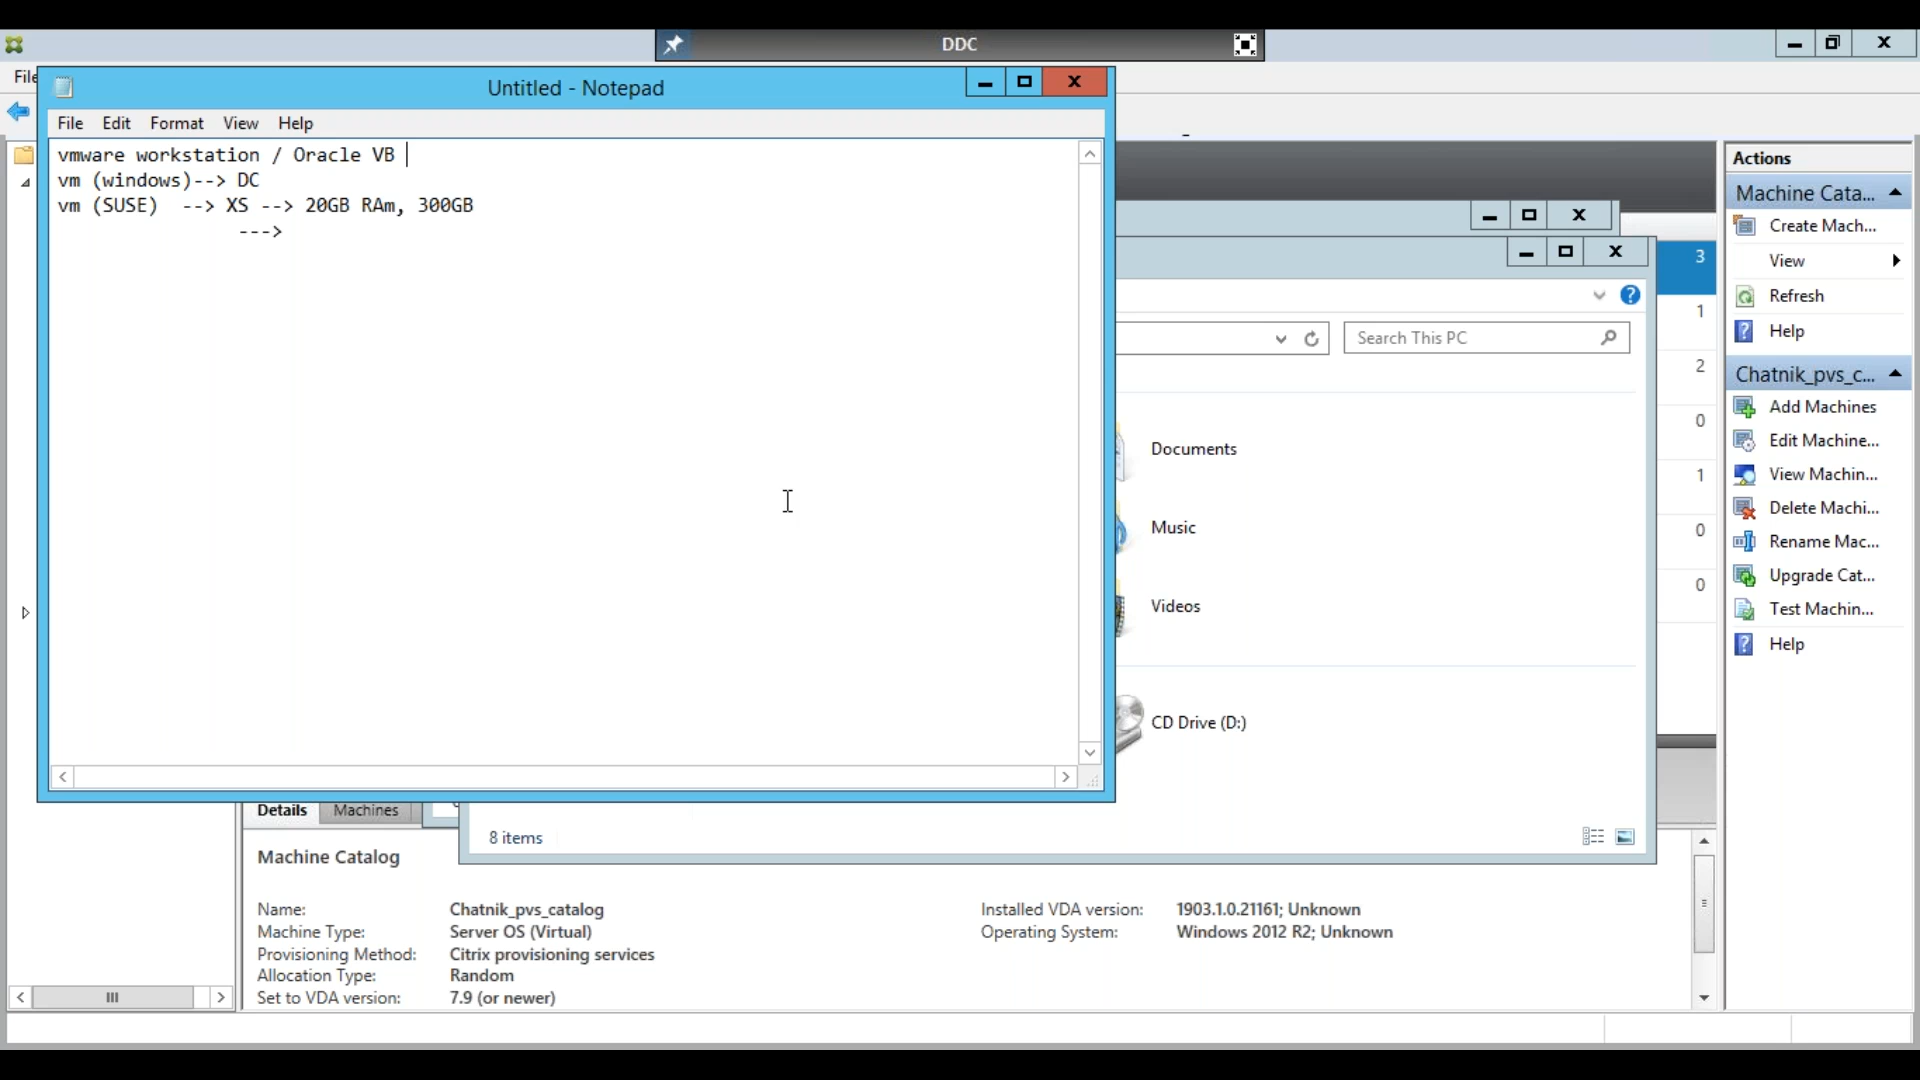 DDC
File
Untitled - Notepad
File Edit Format View Help
vmware workstation / Oracle VB
vm (windows)--> DC
vm (SUSE) --> XS --> 20GB RAm, 300GB
--->
Search This PC
Documents
Music
Videos
CD Drive (D:)
8 items
3
1
2
0
1
0
0
Actions
Machine Cata...
Create Mach...
View
Refresh
Help
Chatnik_pvs_c...
Add Machines
Edit Machine...
View Machin...
Delete Machi...
Rename Mac...
Upgrade Cat...
Test Machin...
Help
Details Machines
Machine Catalog
Name: Chatnik_pvs_catalog
Machine Type: Server OS (Virtual)
Provisioning Method: Citrix provisioning services
Allocation Type: Random
Set to VDA version: 7.9 (or newer)
Installed VDA version: 1903.1.0.21161; Unknown
Operating System: Windows 2012 R2; Unknown